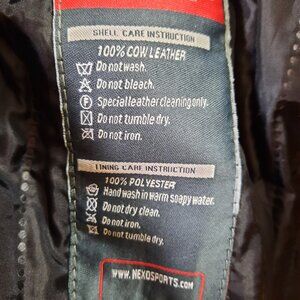 SHELL CARE INSTRUCTION
100% COW LEATHER
Do not wash.
Do not bleach.
Special leather cleaning only.
Do not tumble dry.
Do not iron.
LINING CARE INSTRUCTION
100% POLYESTER
Hand wash in warm soapy water.
Do not dry clean.
Do not iron.
Do not tumble dry.
WWW.NEXOSPORTS.COM